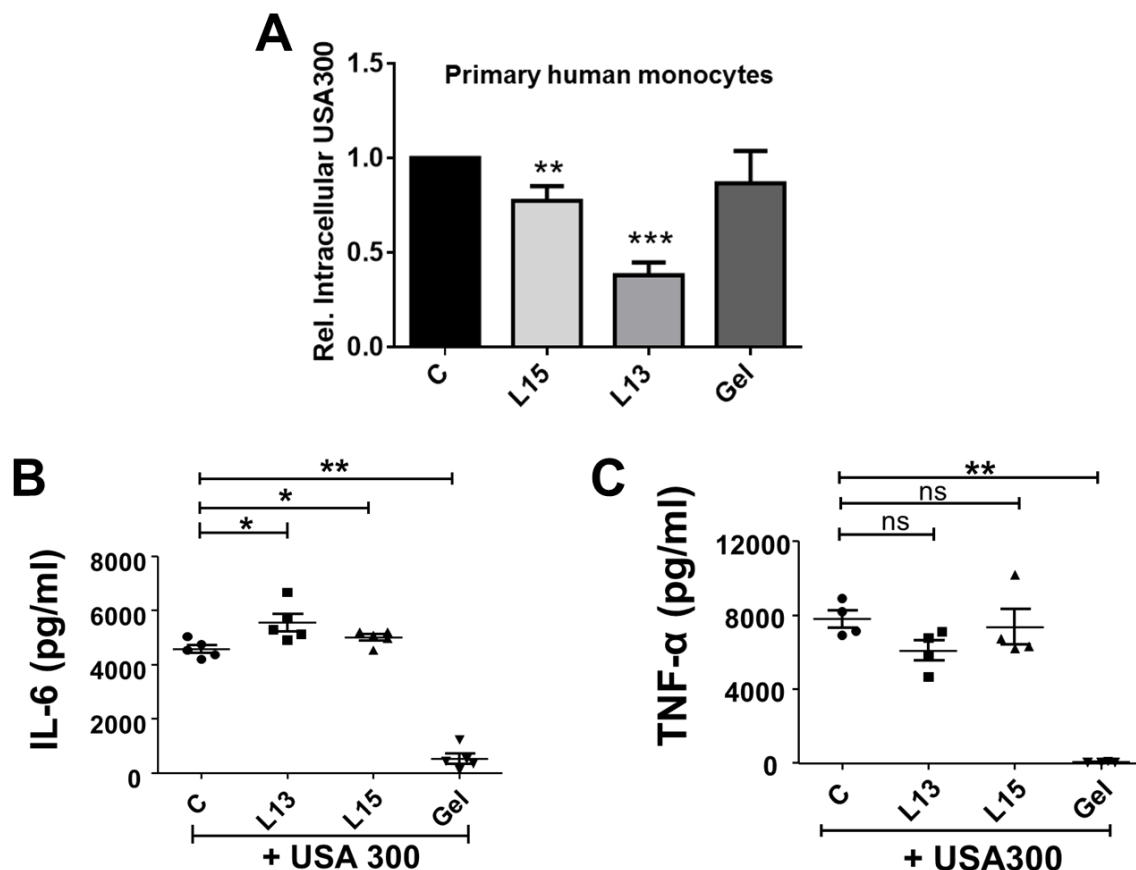 A
Primary human monocytes
Rel. Intracellular USA300
1.5
1.0
0.5
0.0
**
***
C
L15
L13
Gel
B
**
*
*
IL-6 (pg/ml)
8000
6000
4000
2000
0
C
L13
L15
Gel
+ USA 300
C
**
ns
ns
TNF-α (pg/ml)
12000
8000
4000
0
C
L13
L15
Gel
+ USA300